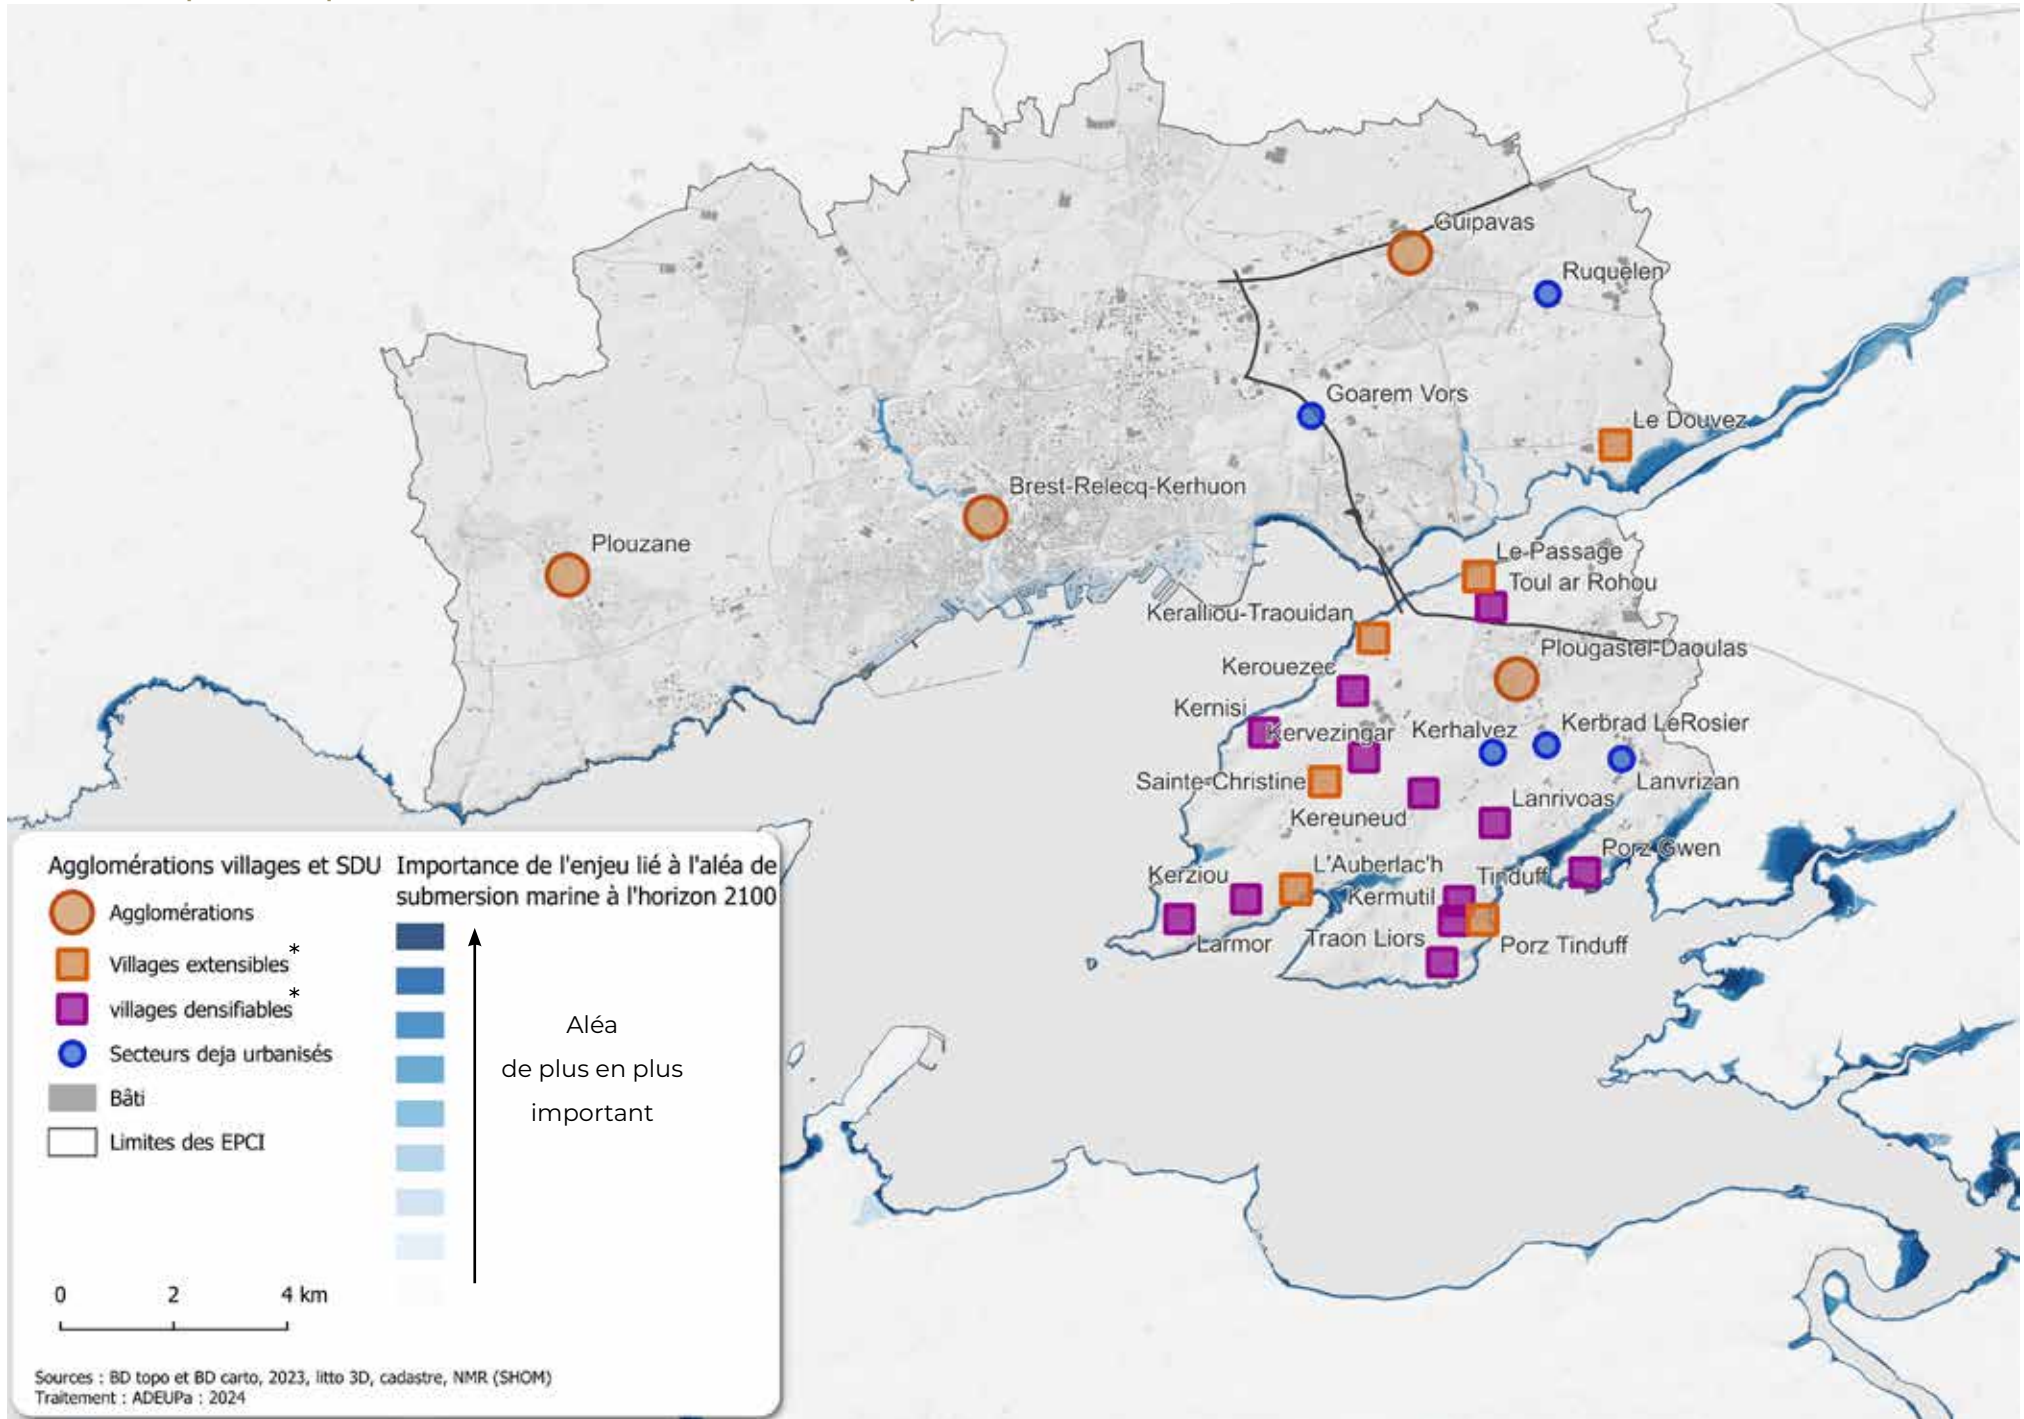 Guipavas
Ruquelen
Goarem Vors
Le Douvez
Brest-Relecq-Kerhuon
Plouzane
Le-Passage
Toul ar Rohou
Keralliou-Traouidan
Plougastel-Daoulas
Kerouezec
Kernisi
Kervezingar
Kerhalvez
Kerbrad LeRosier
Sainte-Christine
Lanvrizan
Lanrivoas
Kereuneud
Porz Gwen
L'Auberlac'h
Tinduff
Kerziou
Kermutil
Larmor
Traon Liors
Porz Tinduff
Agglomérations villages et SDU
Agglomérations
Villages extensibles*
villages densifiables*
Secteurs deja urbanisés
Bâti
Limites des EPCI
Importance de l'enjeu lié à l'aléa de
submersion marine à l'horizon 2100
Aléa
de plus en plus
important
0 2 4 km
Sources : BD topo et BD carto, 2023, litto 3D, cadastre, NMR (SHOM)
Traitement : ADEUPa : 2024